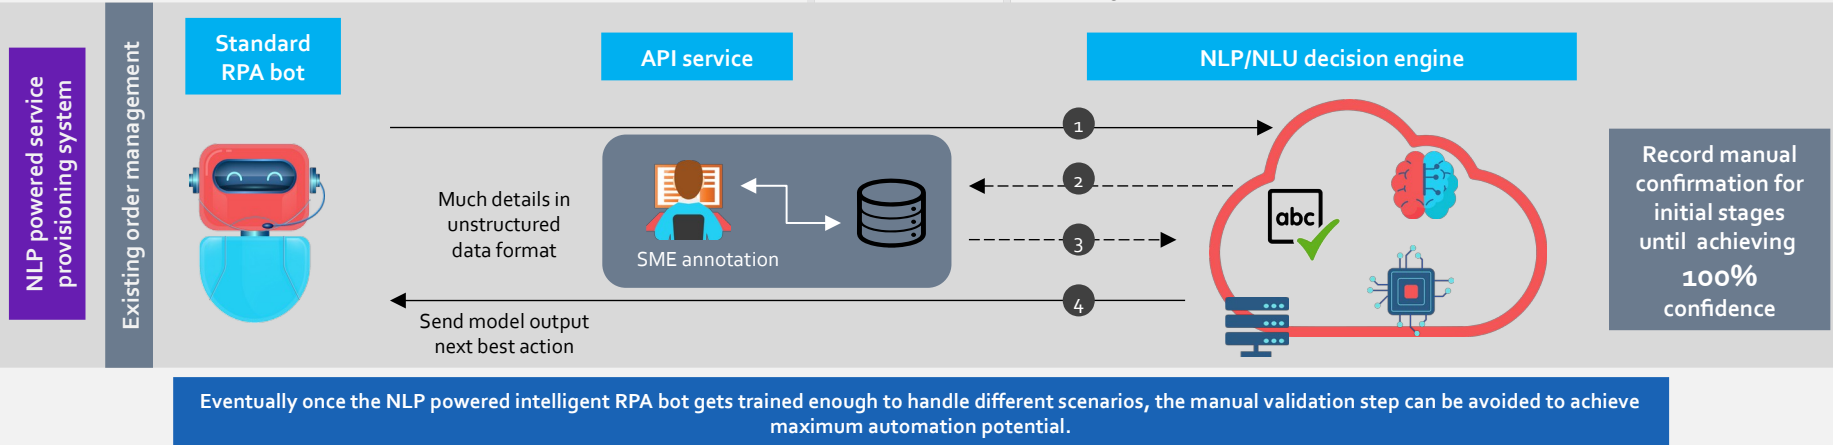 NLP powered service
provisioning system
Existing order management
Standard
RPA bot
API service
NLP/NLU decision engine
1
Much details in
unstructured
data format
SME annotation
2
3
abc
4
Send model output
next best action
Record manual
confirmation for
initial stages
until achieving
100%
confidence
Eventually once the NLP powered intelligent RPA bot gets trained enough to handle different scenarios, the manual validation step can be avoided to achieve
maximum automation potential.